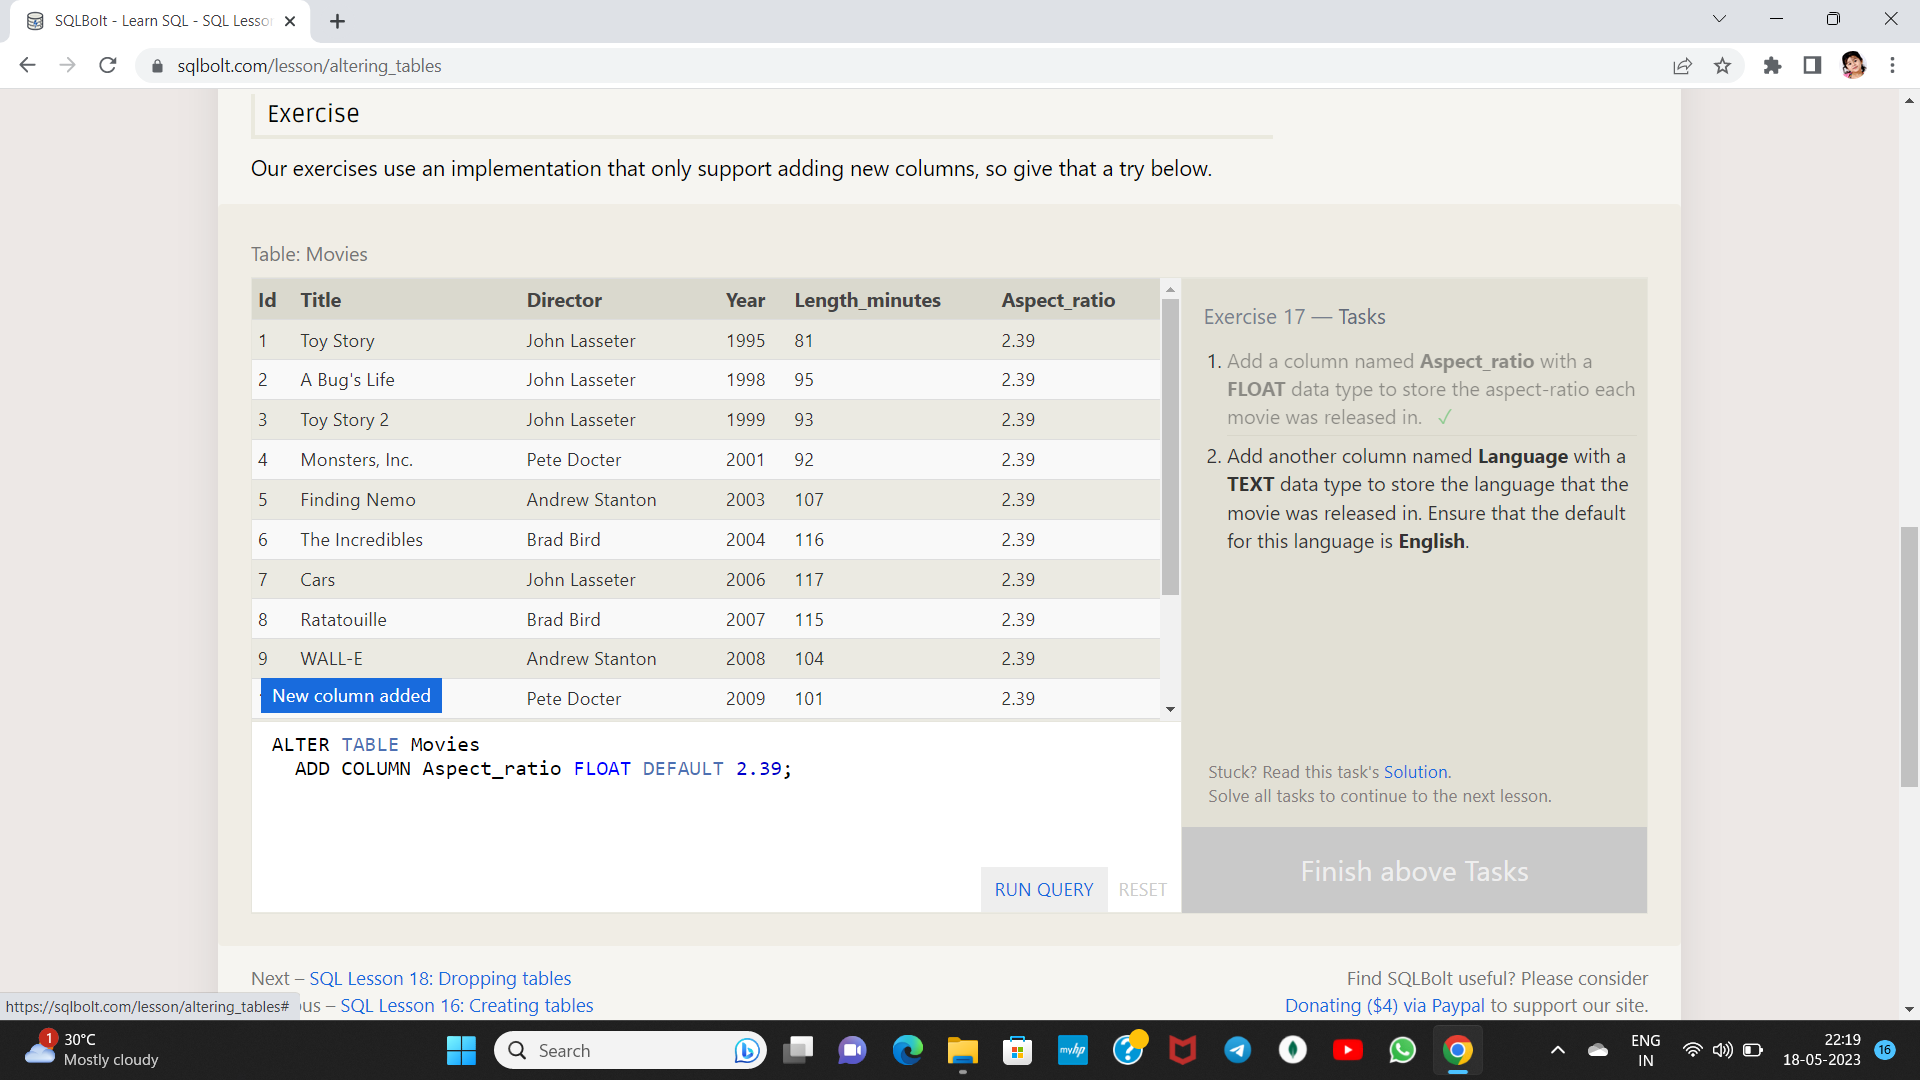 SQLBolt - Learn SQL - SQL Lesso
sqlbolt.com/lesson/altering_tables
Exercise
Our exercises use an implementation that only support adding new columns, so give that a try below.
Table: Movies
Id Title Director Year Length_minutes Aspect_ratio
1 Toy Story John Lasseter 1995 81 2.39
2 A Bug's Life John Lasseter 1998 95 2.39
3 Toy Story 2 John Lasseter 1999 93 2.39
4 Monsters, Inc. Pete Docter 2001 92 2.39
5 Finding Nemo Andrew Stanton 2003 107 2.39
6 The Incredibles Brad Bird 2004 116 2.39
7 Cars John Lasseter 2006 117 2.39
8 Ratatouille Brad Bird 2007 115 2.39
9 WALL-E Andrew Stanton 2008 104 2.39
New column added Pete Docter 2009 101 2.39
ALTER TABLE Movies
ADD COLUMN Aspect_ratio FLOAT DEFAULT 2.39;
RUN QUERY RESET
Exercise 17 — Tasks
1. Add a column named Aspect_ratio with a
FLOAT data type to store the aspect-ratio each
movie was released in. ✓
2. Add another column named Language with a
TEXT data type to store the language that the
movie was released in. Ensure that the default
for this language is English.
Stuck? Read this task's Solution.
Solve all tasks to continue to the next lesson.
Finish above Tasks
Next – SQL Lesson 18: Dropping tables
Find SQLBolt useful? Please consider
https://sqlbolt.com/lesson/altering_tables# us – SQL Lesson 16: Creating tables
Donating ($4) via Paypal to support our site.
1
30°C
Mostly cloudy
Search
myhp
ENG
IN
22:19
18-05-2023
16